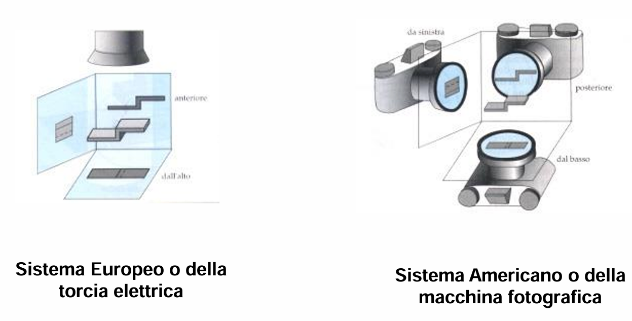 anteriore
dall'alto
da sinistra
posteriore
dal basso
Sistema Europeo o della
torcia elettrica
Sistema Americano o della
macchina fotografica